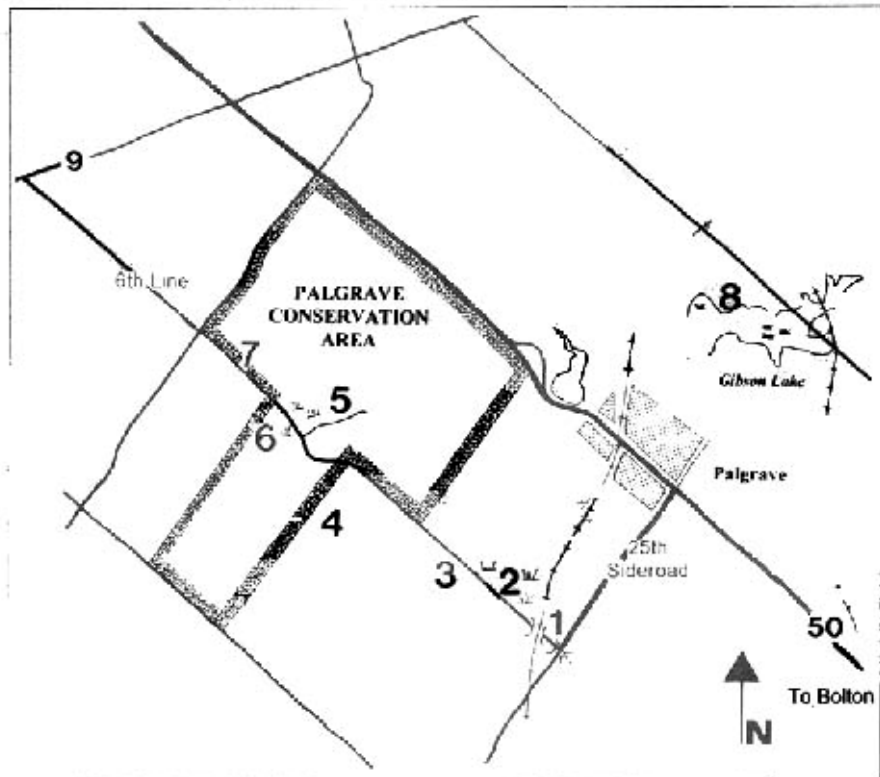 9
6th Line
PALGRAVE
CONSERVATION
AREA
8
Gibson Lake
7
5
6
4
Palgrave
3
2
25th
Sideroad
1
50
To Bolton
N